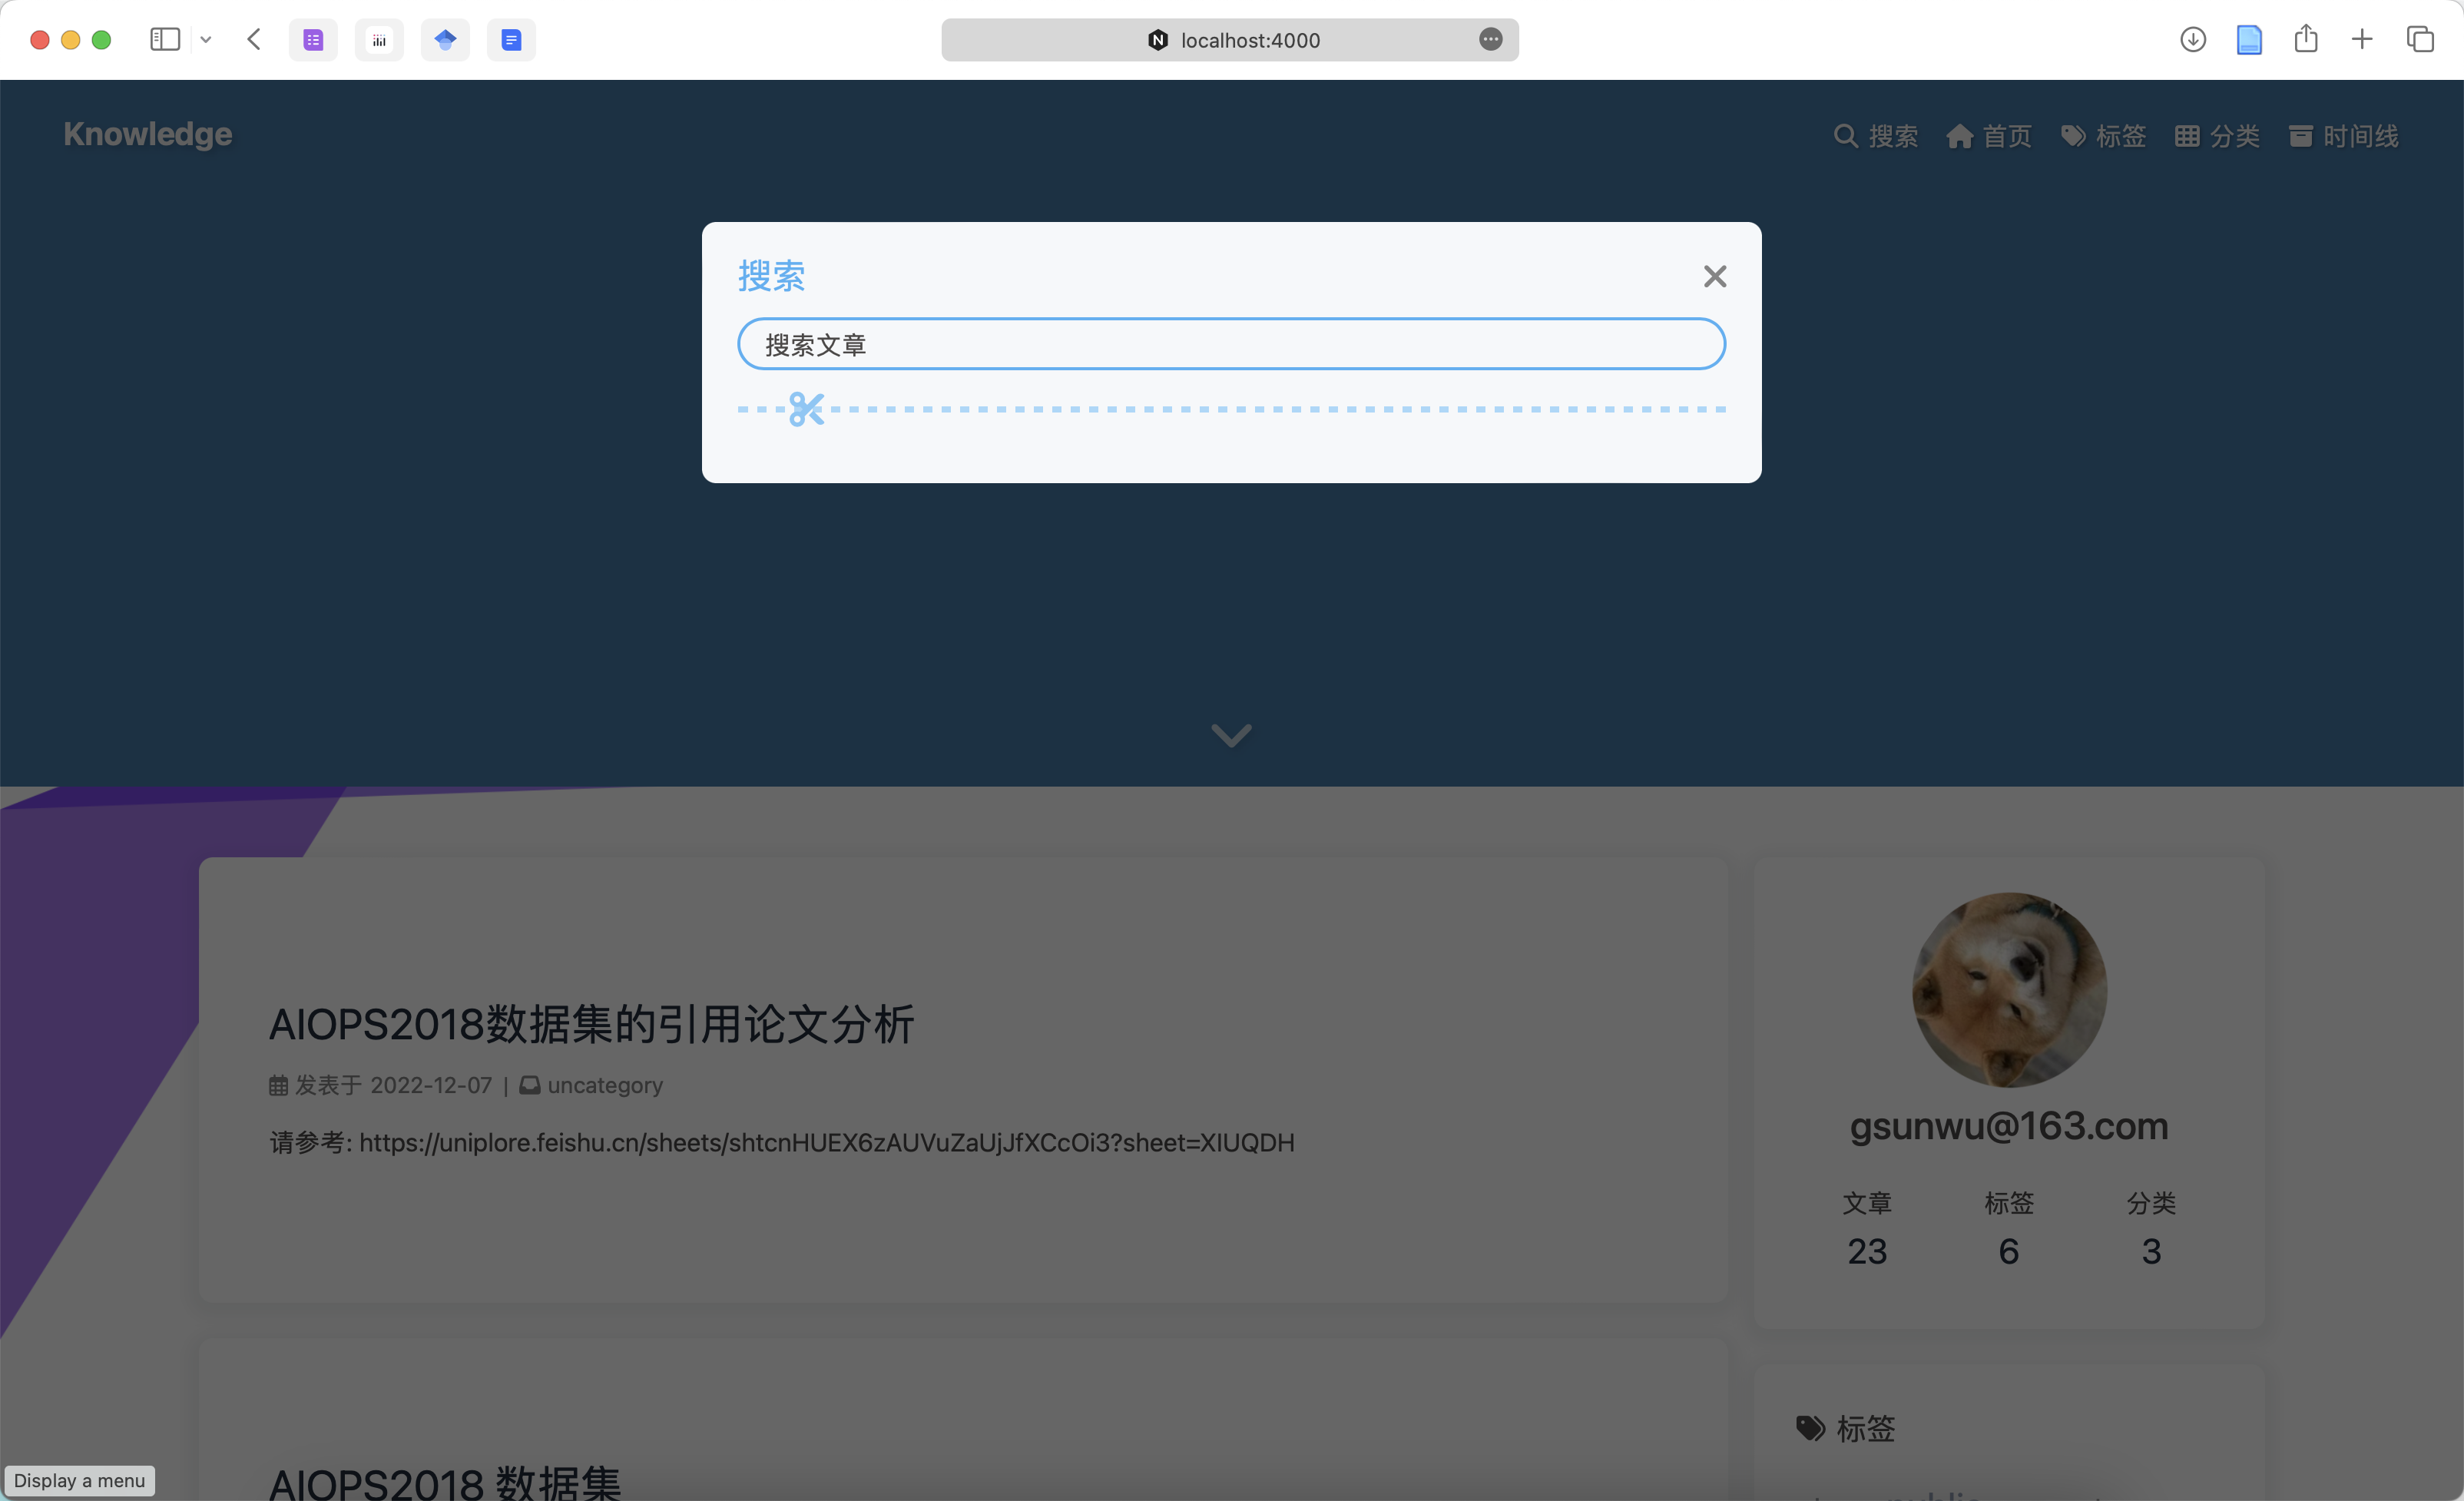 localhost:4000
Knowledge
搜索 首页 标签 分类 时间线
搜索
搜索文章
AIOPS2018数据集的引用论文分析
发表于 2022-12-07 | uncategory
请参考: https://uniplore.feishu.cn/sheets/shtcnHUEX6zAUVuZaUjJfXCcOi3?sheet=XIUQDH
gsunwu@163.com
文章 标签 分类
23 6 3
标签
AIOPS2018 数据集
Display a menu